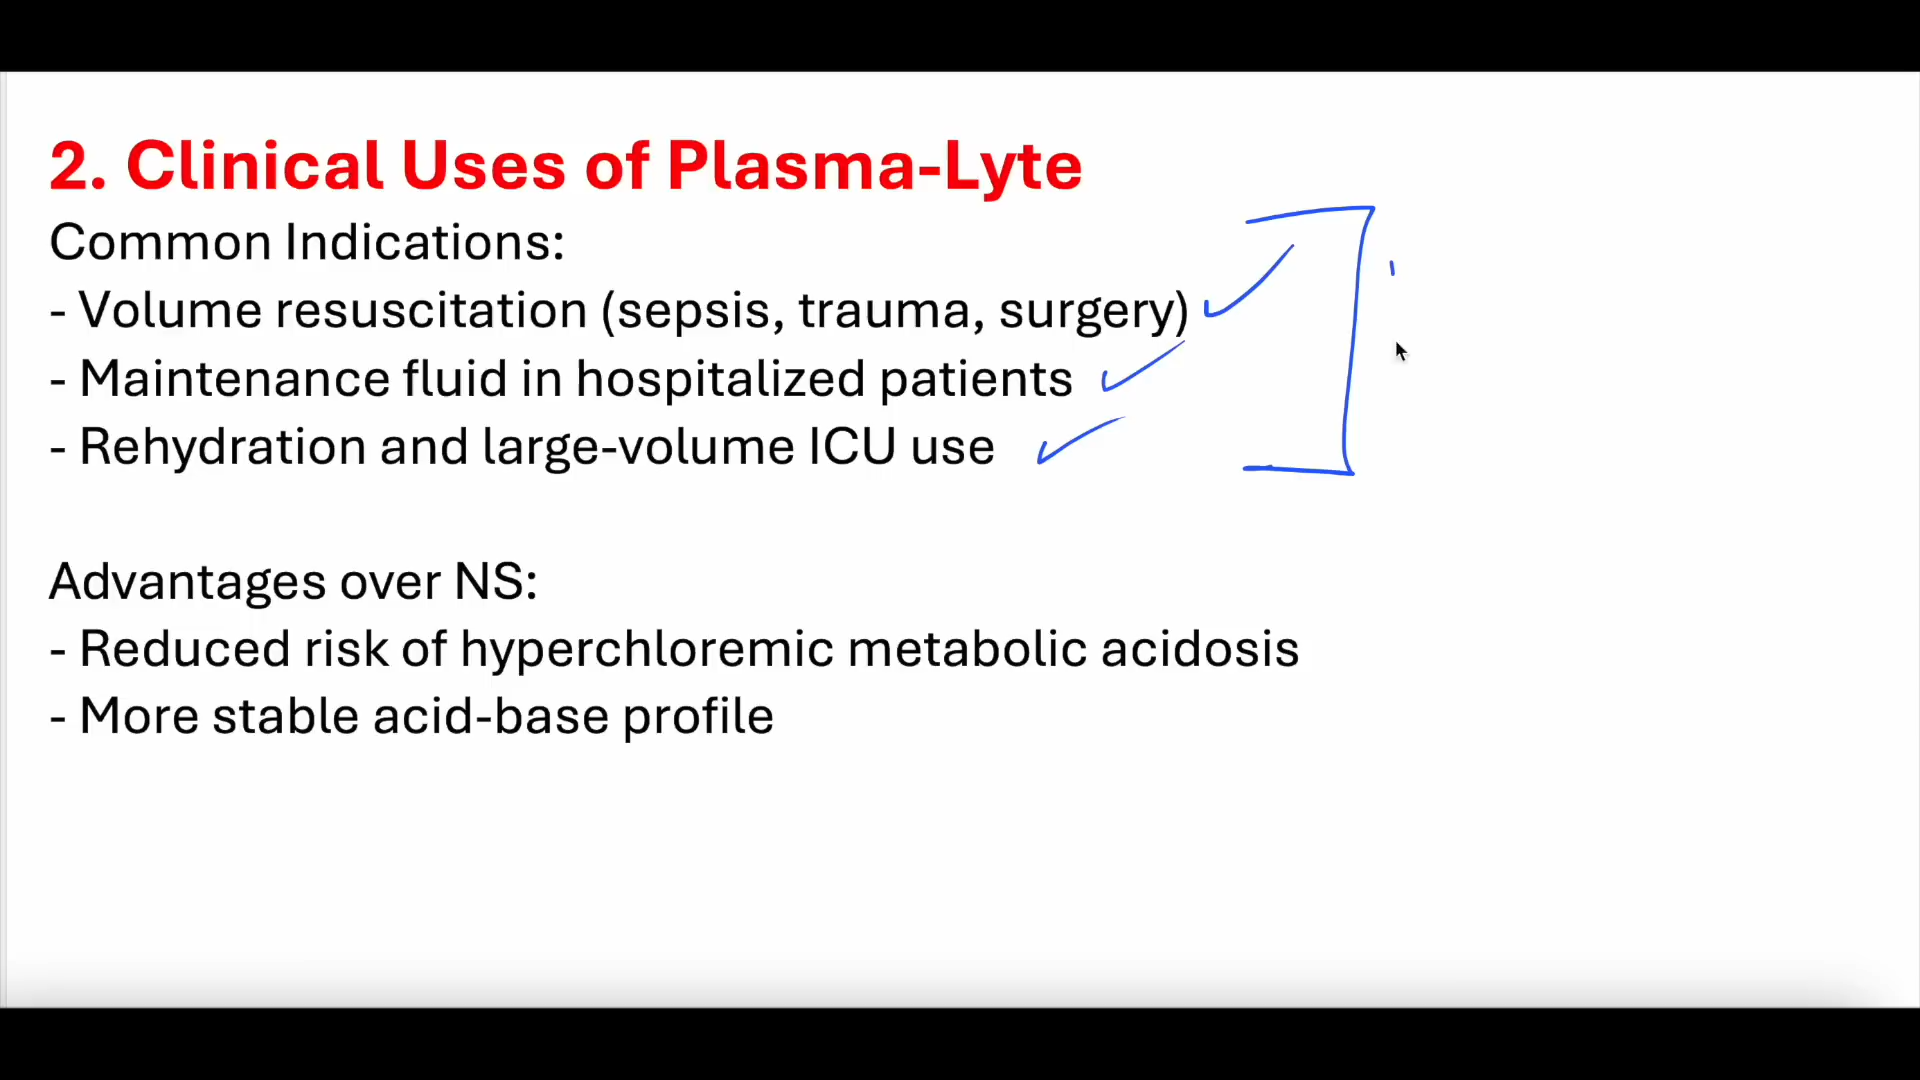 2. Clinical Uses of Plasma-Lyte
Common Indications:
- Volume resuscitation (sepsis, trauma, surgery)
- Maintenance fluid in hospitalized patients
- Rehydration and large-volume ICU use
Advantages over NS:
- Reduced risk of hyperchloremic metabolic acidosis
- More stable acid-base profile